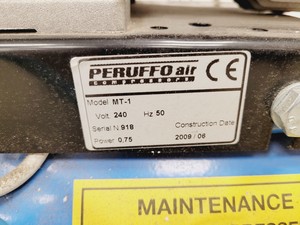 PERUFFO air
compressors
CE
Model MT-1
Volt. 240 Hz 50
Serial N. 918 Construction Date
Power 0,75 2009 / 06
MAINTENANCE